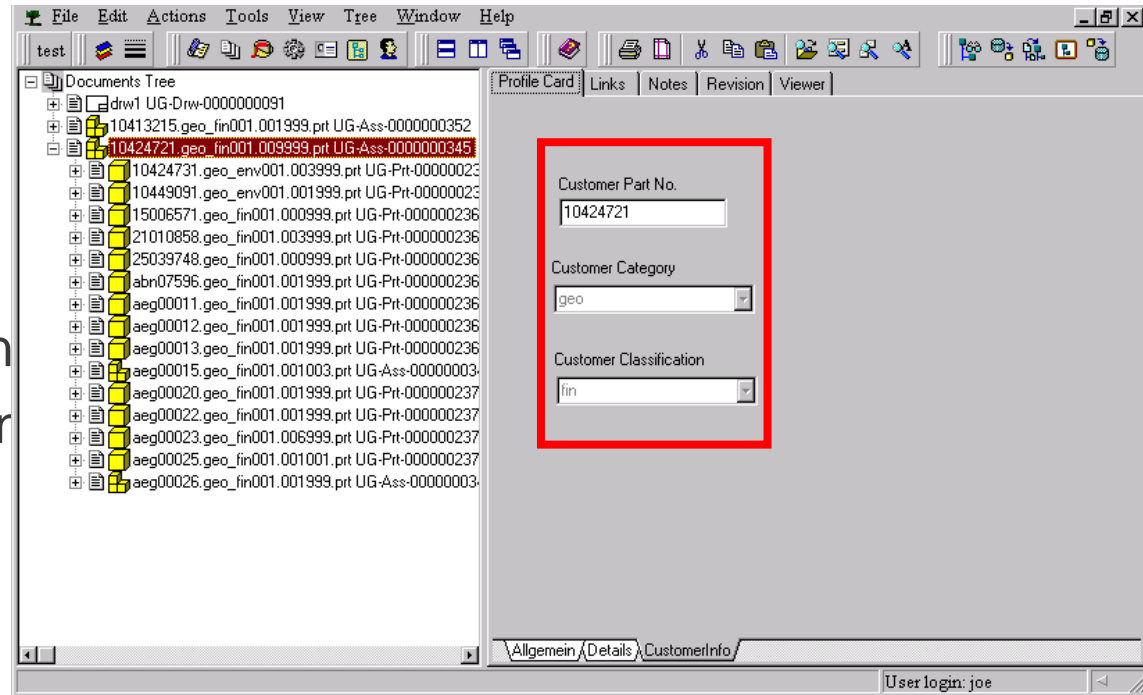 File Edit Actions Tools View Tree Window Help
test
Documents Tree
drw1 UG-Drw-0000000091
10413215.geo_fin001.001999.prt UG-Ass-0000000352
10424721.geo_fin001.009999.prt UG-Ass-0000000345
10424731.geo_env001.003999.prt UG-Prt-00000023
10449091.geo_env001.001999.prt UG-Prt-00000023
15006571.geo_fin001.000999.prt UG-Prt-000000236
21010858.geo_fin001.003999.prt UG-Prt-000000236
25039748.geo_fin001.000999.prt UG-Prt-000000236
abn07596.geo_fin001.001999.prt UG-Prt-000000236
aeg00011.geo_fin001.001999.prt UG-Prt-000000236
aeg00012.geo_fin001.001999.prt UG-Prt-000000236
aeg00013.geo_fin001.001999.prt UG-Prt-000000236
aeg00015.geo_fin001.001003.prt UG-Ass-00000003
aeg00020.geo_fin001.001999.prt UG-Prt-000000237
aeg00022.geo_fin001.001999.prt UG-Prt-000000237
aeg00023.geo_fin001.006999.prt UG-Prt-000000237
aeg00025.geo_fin001.001001.prt UG-Prt-000000237
aeg00026.geo_fin001.001999.prt UG-Ass-00000003
Profile Card Links Notes Revision Viewer
Customer Part No.
10424721
Customer Category
geo
Customer Classification
fin
Allgemein Details CustomerInfo
User login: joe